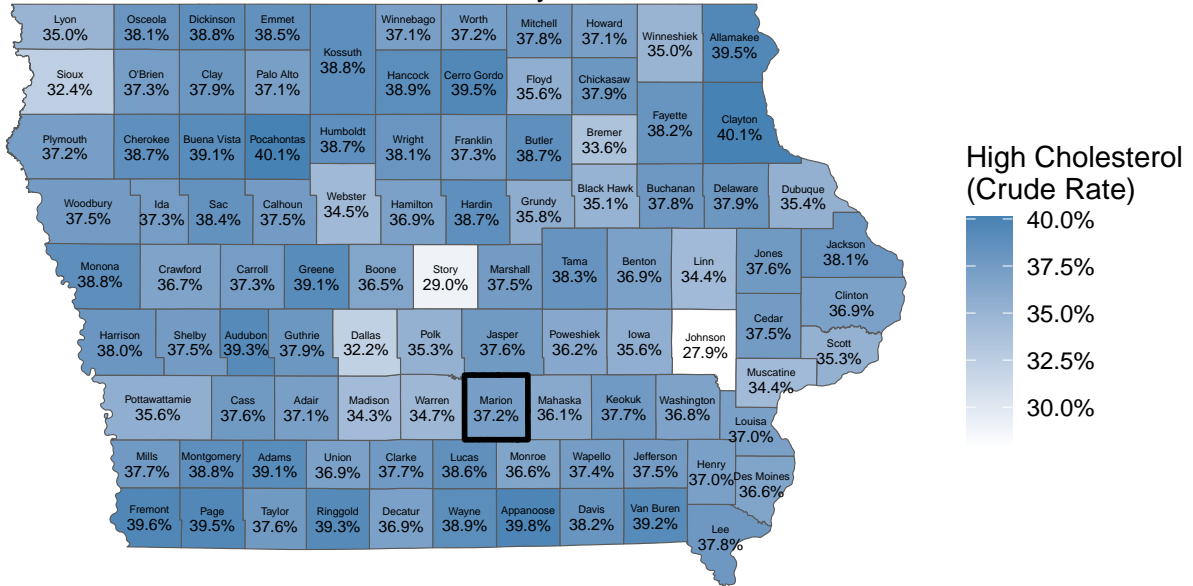 Lyon
35.0%
Osceola
38.1%
Dickinson
38.8%
Emmet
38.5%
Kossuth
38.8%
Winnebago
37.1%
Worth
37.2%
Mitchell
37.8%
Howard
37.1%
Winneshiek
35.0%
Allamakee
39.5%
Sioux
32.4%
O'Brien
37.3%
Clay
37.9%
Palo Alto
37.1%
Hancock
38.9%
Cerro Gordo
39.5%
Floyd
35.6%
Chickasaw
37.9%
Fayette
38.2%
Clayton
40.1%
Plymouth
37.2%
Cherokee
38.7%
Buena Vista
39.1%
Pocahontas
40.1%
Humboldt
38.7%
Wright
38.1%
Franklin
37.3%
Butler
38.7%
Bremer
33.6%
Woodbury
37.5%
Ida
37.3%
Sac
38.4%
Calhoun
37.5%
Webster
34.5%
Hamilton
36.9%
Hardin
38.7%
Grundy
35.8%
Black Hawk
35.1%
Buchanan
37.8%
Delaware
37.9%
Dubuque
35.4%
Monona
38.8%
Crawford
36.7%
Carroll
37.3%
Greene
39.1%
Boone
36.5%
Story
29.0%
Marshall
37.5%
Tama
38.3%
Benton
36.9%
Linn
34.4%
Jones
37.6%
Jackson
38.1%
Clinton
36.9%
Harrison
38.0%
Shelby
37.5%
Audubon
39.3%
Guthrie
37.9%
Dallas
32.2%
Polk
35.3%
Jasper
37.6%
Poweshiek
36.2%
Iowa
35.6%
Johnson
27.9%
Cedar
37.5%
Scott
35.3%
Muscatine
34.4%
Pottawattamie
35.6%
Cass
37.6%
Adair
37.1%
Madison
34.3%
Warren
34.7%
Marion
37.2%
Mahaska
36.1%
Keokuk
37.7%
Washington
36.8%
Louisa
37.0%
Mills
37.7%
Montgomery
38.8%
Adams
39.1%
Union
36.9%
Clarke
37.7%
Lucas
38.6%
Monroe
36.6%
Wapello
37.4%
Jefferson
37.5%
Henry
37.0%
Des Moines
36.6%
Fremont
39.6%
Page
39.5%
Taylor
37.6%
Ringgold
39.3%
Decatur
36.9%
Wayne
38.9%
Appanoose
39.8%
Davis
38.2%
Van Buren
39.2%
Lee
37.8%
High Cholesterol
(Crude Rate)
40.0%
37.5%
35.0%
32.5%
30.0%